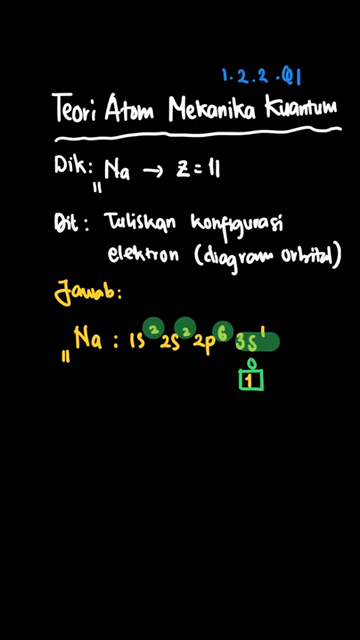 1.2.2.Q1
Teori Atom Mekanika Kuantum
Dik: ₁₁Na → Z = 11
Dit: Tuliskan konfigurasi
elektron (diagram orbital)
Jawab:
₁₁Na : 1s² 2s² 2p⁶ 3s¹
0
1